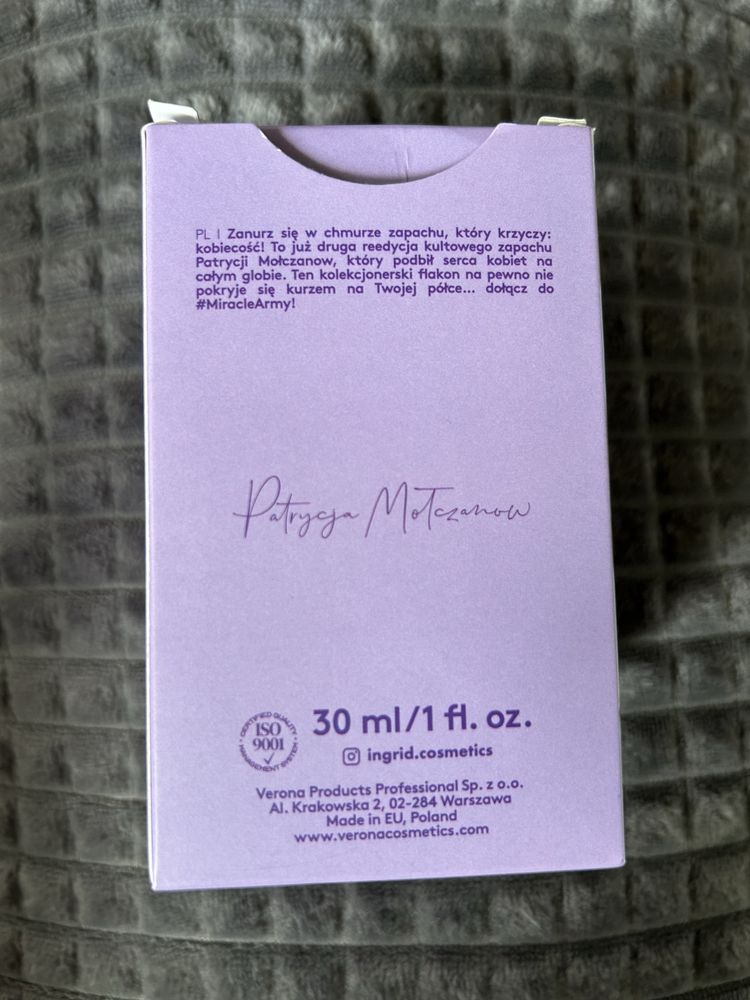 PL | Zanurz się w chmurze zapachu, który krzyczy:
kobiecość! To już druga reedycja kultowego zapachu
Patrycji Mołczanow, który podbił serca kobiet na
całym globie. Ten kolekcjonerski flakon na pewno nie
pokryje się kurzem na Twojej półce... dołącz do
#MiracleArmy!
Patrycja Mołczanow
CERTIFIED QUALITY
ISO
9001
MANAGEMENT SYSTEM
30 ml/1 fl. oz.
ingrid.cosmetics
Verona Products Professional Sp. z o.o.
Al. Krakowska 2, 02-284 Warszawa
Made in EU, Poland
www.veronacosmetics.com